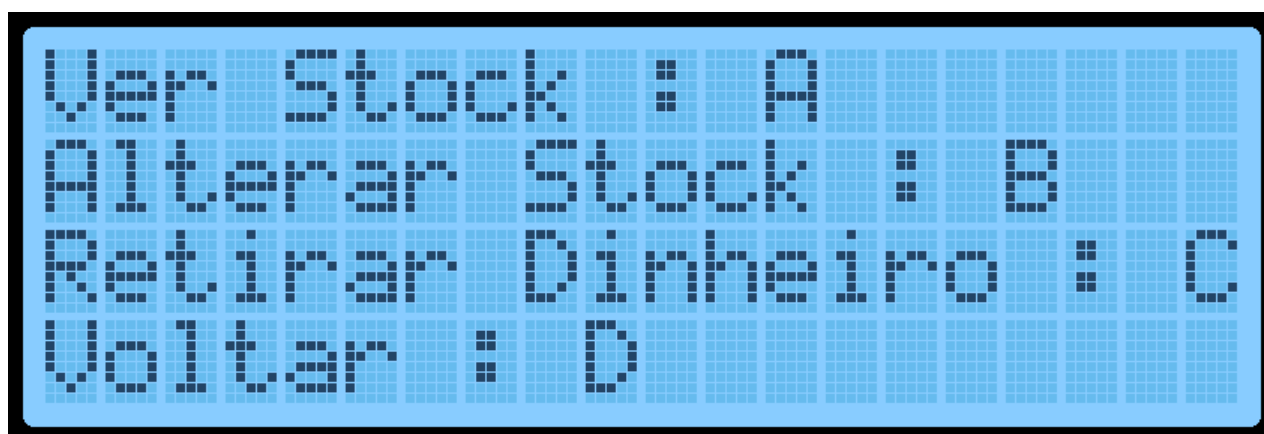 Ver Stock : A
Alterar Stock : B
Retirar Dinheiro : C
Voltar : D